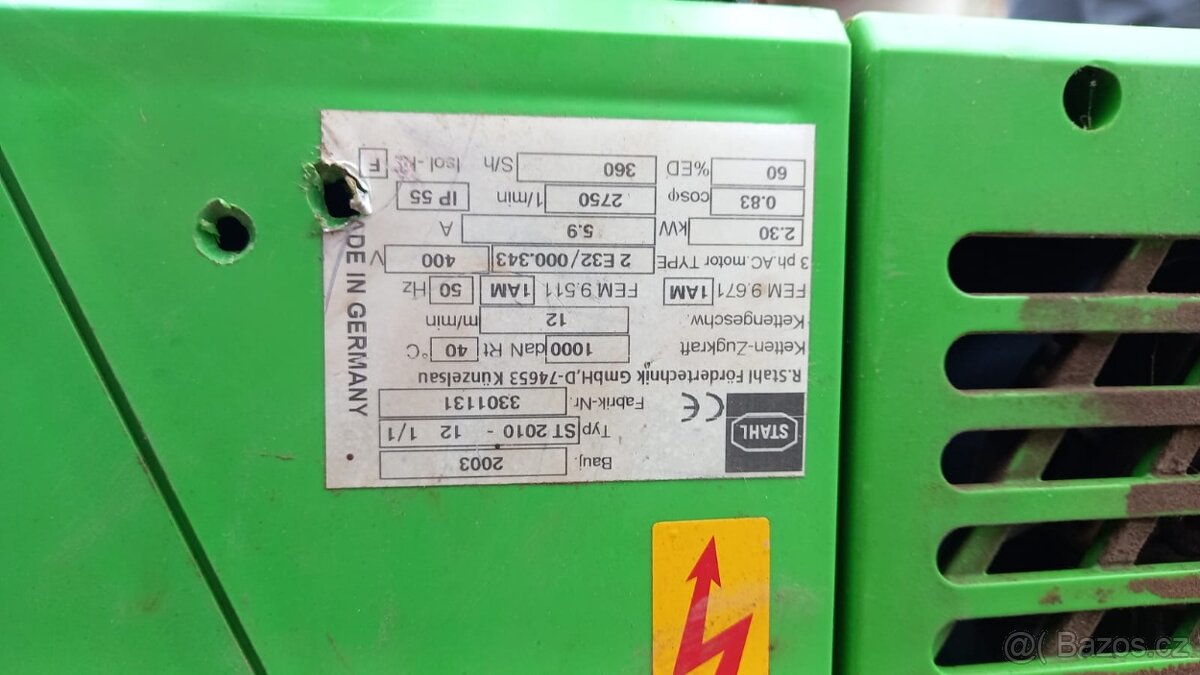 STAHL
Bauj. 2003
Typ ST 2010 - 12 1/1
CE Fabrik-Nr. 3301131
R.Stahl Fördertechnik GmbH,D-74653 Künzelsau
Ketten-Zugkraft 1000 daN Rt 40 °C
Kettengeschw. 12 m/min
FEM 9.671 1AM FEM 9.511 1AM 50 Hz
3 ph.AC.motor TYPE 2 E32/000.343 400 V
2.30 kW 5.9 A
0.83 cosφ 2750 1/min IP 55
60 %ED 360 S/h Isol.-Kl. F
ADE IN GERMANY
@( Bazos.cz